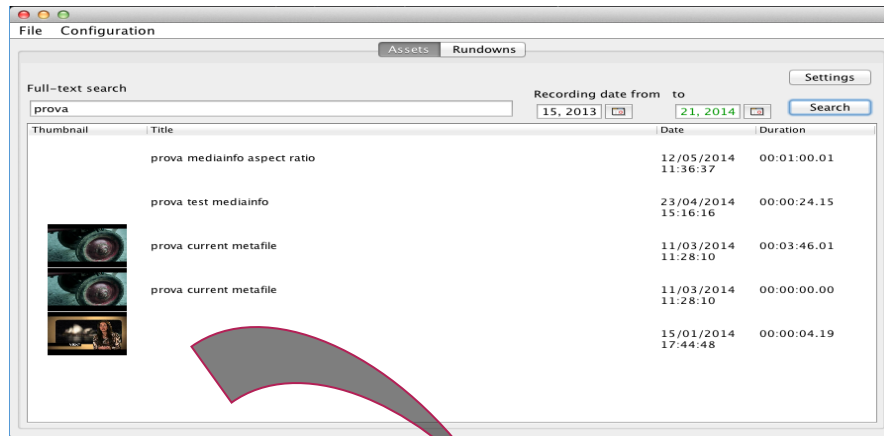 File Configuration
Assets Rundowns
Settings
Full-text search
Recording date from to
prova 15, 2013 21, 2014 Search
Thumbnail Title Date Duration
prova mediainfo aspect ratio 12/05/2014 00:01:00.01
11:36:37
prova test mediainfo 23/04/2014 00:00:24.15
15:16:16
prova current metafile 11/03/2014 00:03:46.01
11:28:10
prova current metafile 11/03/2014 00:00:00.00
11:28:10
15/01/2014 00:00:04.19
17:44:48